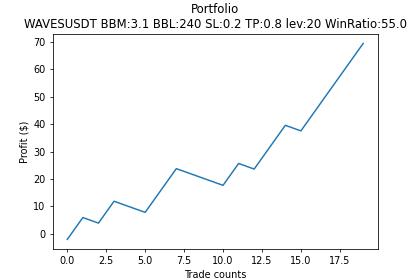 Portfolio
WAVESUSDT BBM:3.1 BBL:240 SL:0.2 TP:0.8 lev:20 WinRatio:55.0
70
60
50
40
30
20
10
0
Profit ($)
0.0 2.5 5.0 7.5 10.0 12.5 15.0 17.5
Trade counts